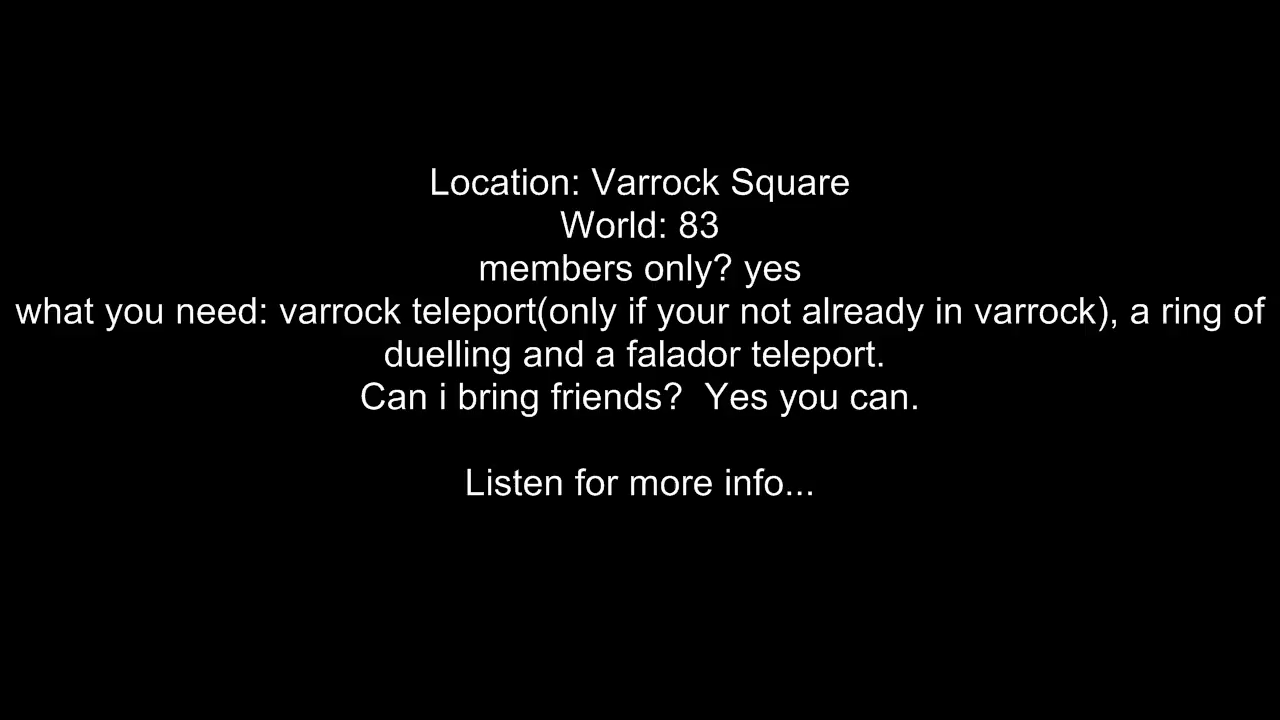 Location: Varrock Square
World: 83
members only? yes
what you need: varrock teleport(only if your not already in varrock), a ring of
duelling and a falador teleport.
Can i bring friends?  Yes you can.
Listen for more info...